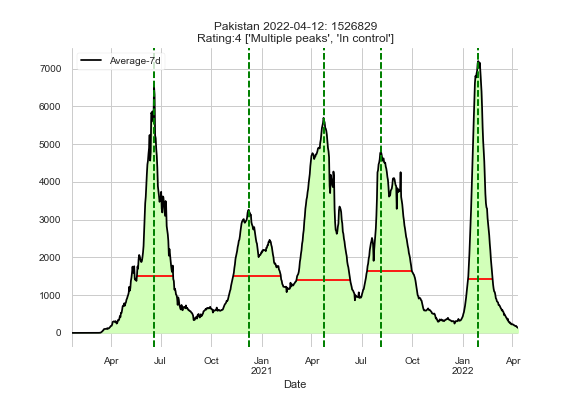 Pakistan 2022-04-12: 1526829
Rating:4 ['Multiple peaks', 'In control']
Average-7d
7000
6000
5000
4000
3000
2000
1000
0
Apr Jul Oct Jan Apr Jul Oct Jan Apr
2021 2022
Date